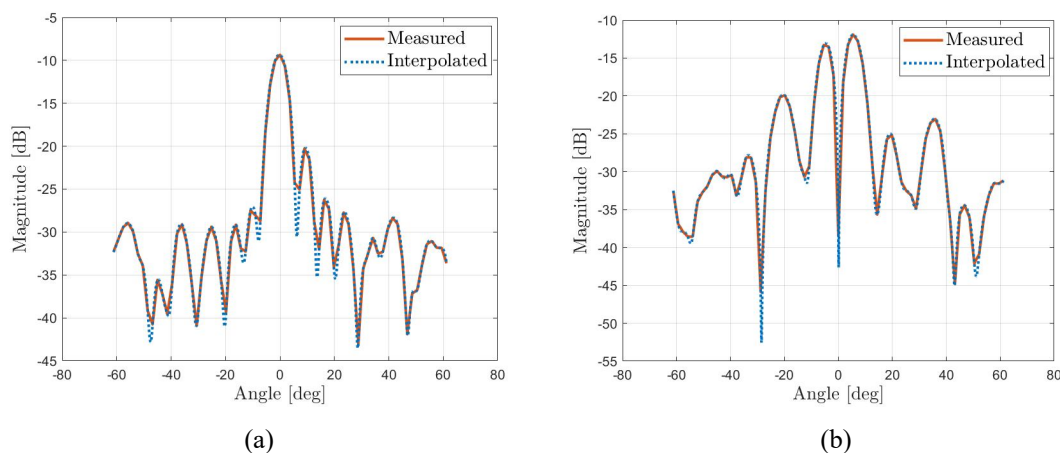 -5
-10
-15
-20
-25
-30
-35
-40
-45
Magnitude [dB]
-80 -60 -40 -20 0 20 40 60 80
Angle [deg]
Measured
Interpolated
(a)
-10
-15
-20
-25
-30
-35
-40
-45
-50
-55
Magnitude [dB]
-80 -60 -40 -20 0 20 40 60 80
Angle [deg]
Measured
Interpolated
(b)